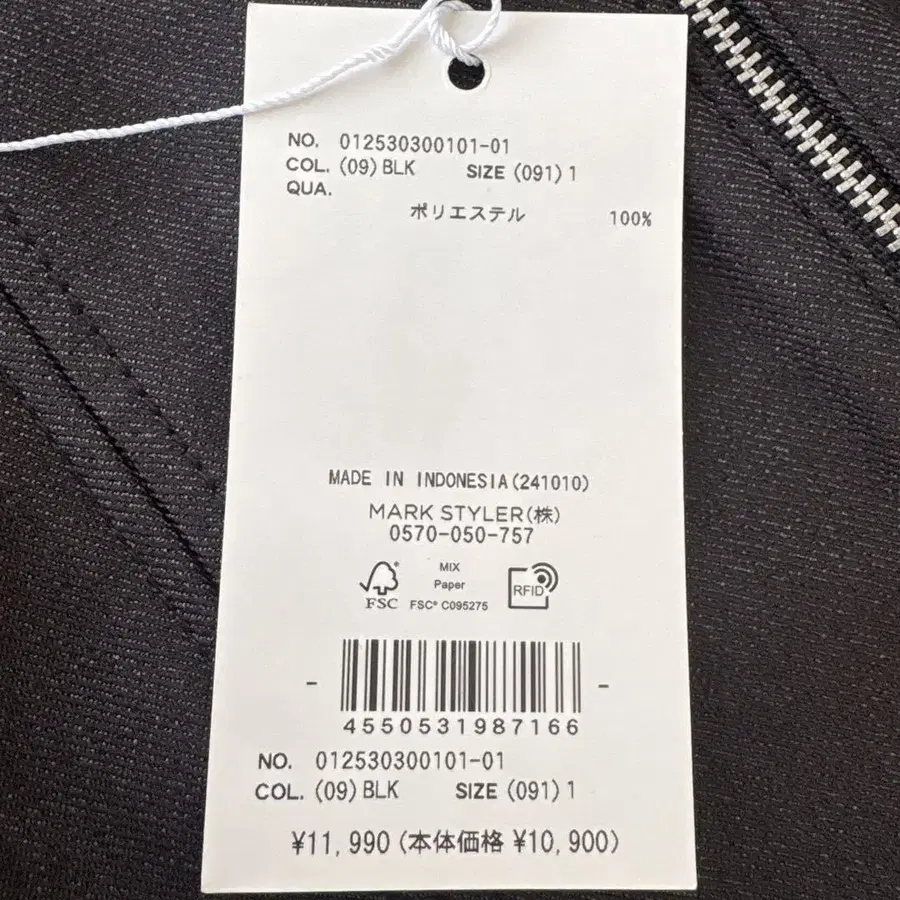 NO. 012530300101-01
COL. (09) BLK SIZE (091) 1
QUA.
ポリエステル 100%
MADE IN INDONESIA(241010)
MARK STYLER(株)
0570-050-757
MIX
Paper
FSC FSC® C095275
RFID
- -
4550531987166
NO. 012530300101-01
COL. (09) BLK SIZE (091) 1
¥11,990 (本体価格 ¥10,900)